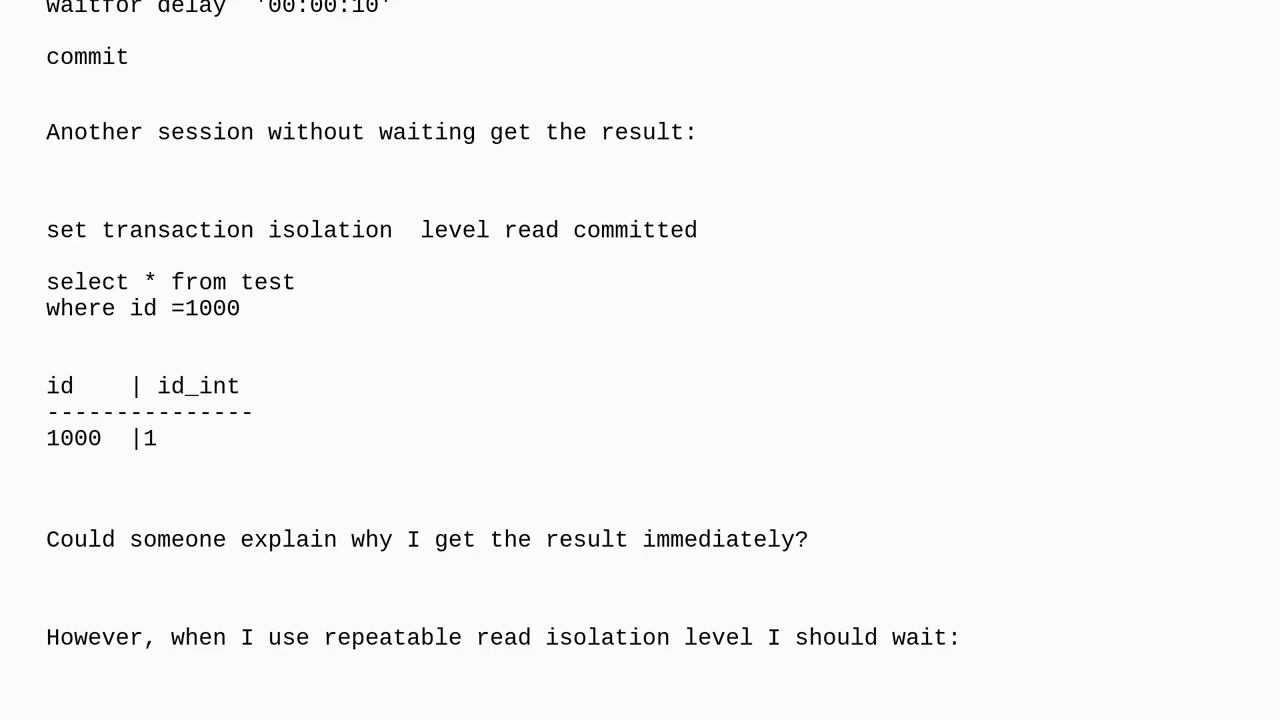 waitfor delay  '00:00:10'
commit
Another session without waiting get the result:
set transaction isolation  level read committed
select * from test
where id =1000
id    | id_int
---------------
1000  |1
Could someone explain why I get the result immediately?
However, when I use repeatable read isolation level I should wait: